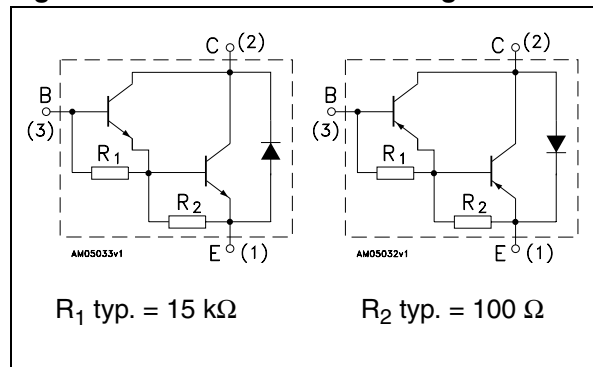 C (2)
B
(3)
R1
R2
E (1)
AM05033v1
C (2)
B
(3)
R1
R2
E (1)
AM05032v1
R1 typ. = 15 kΩ
R2 typ. = 100 Ω